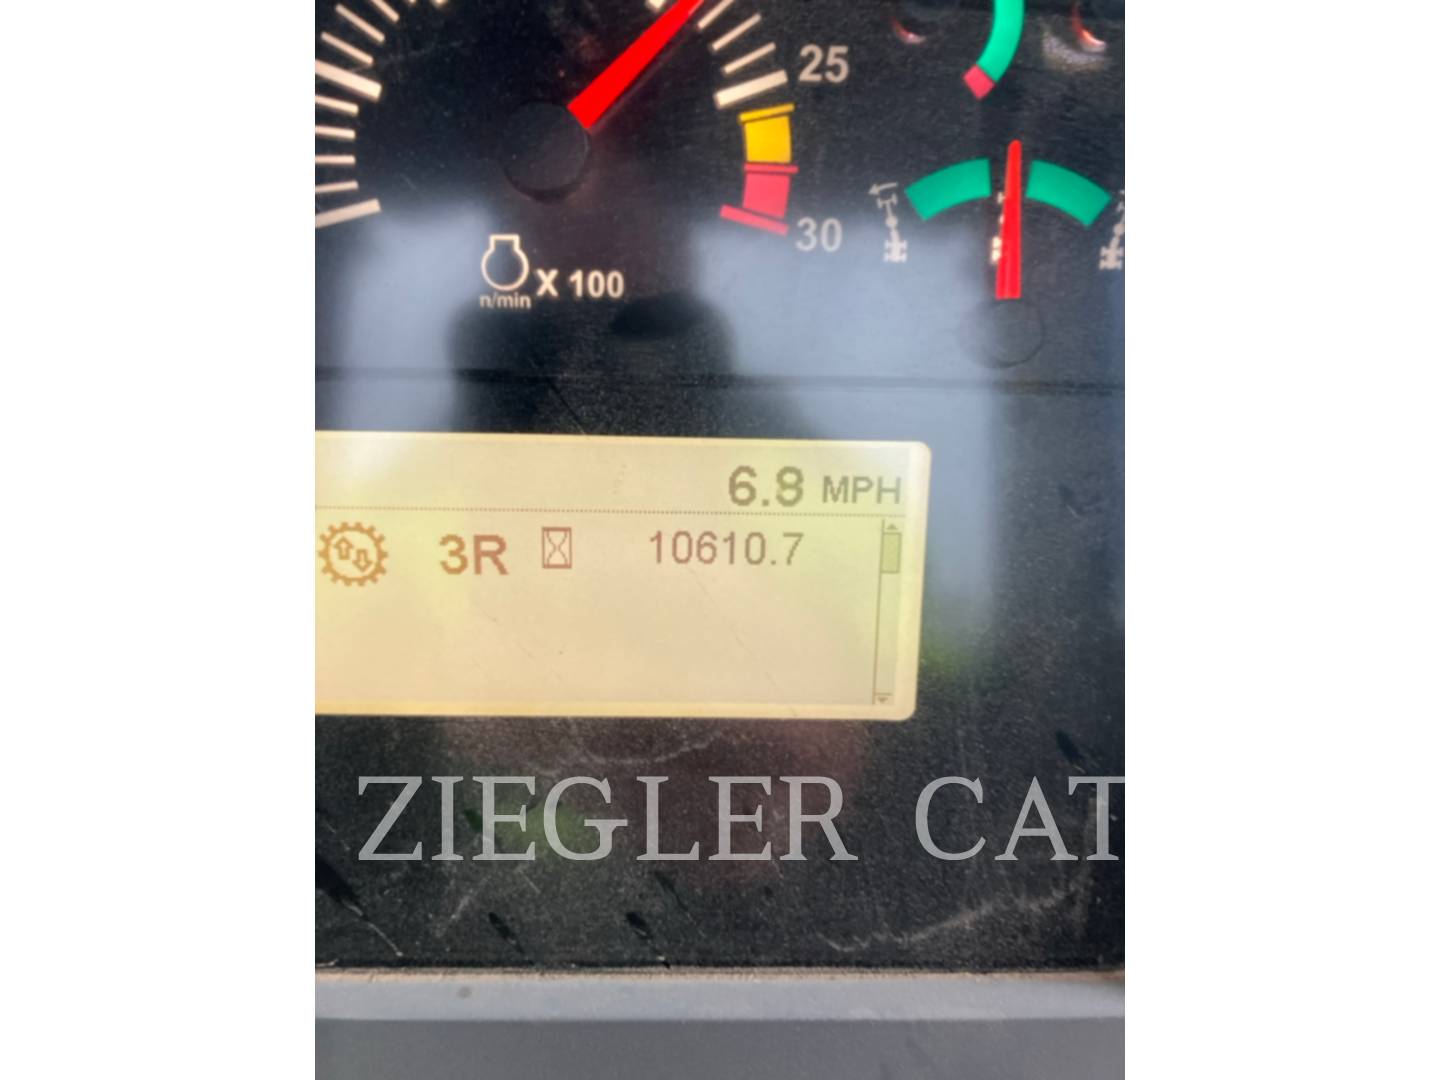 25
30
X 100
n/min
6.8 MPH
3R 10610.7
ZIEGLER CAT